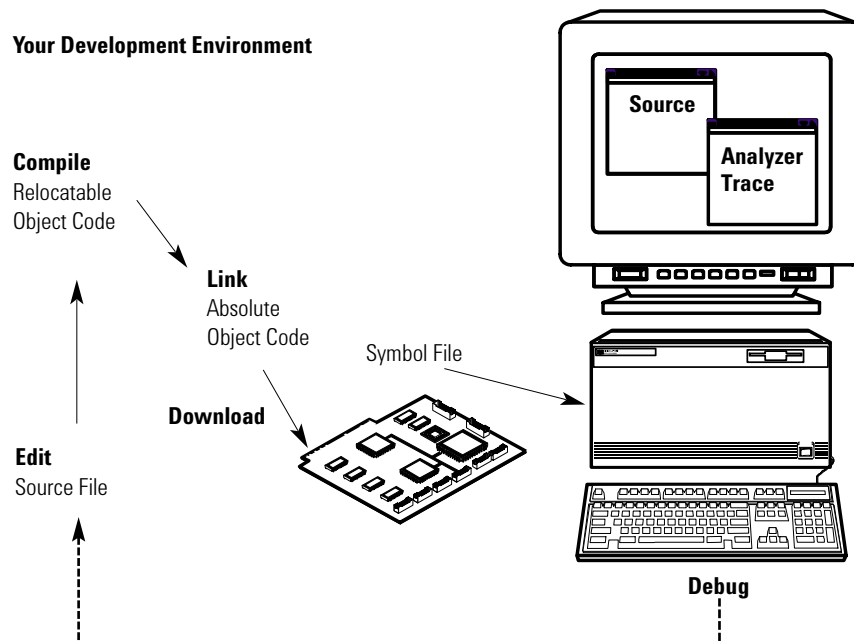 Your Development Environment
Source
Analyzer
Trace
Compile
Relocatable
Object Code
Link
Absolute
Object Code
Symbol File
Download
Edit
Source File
Debug